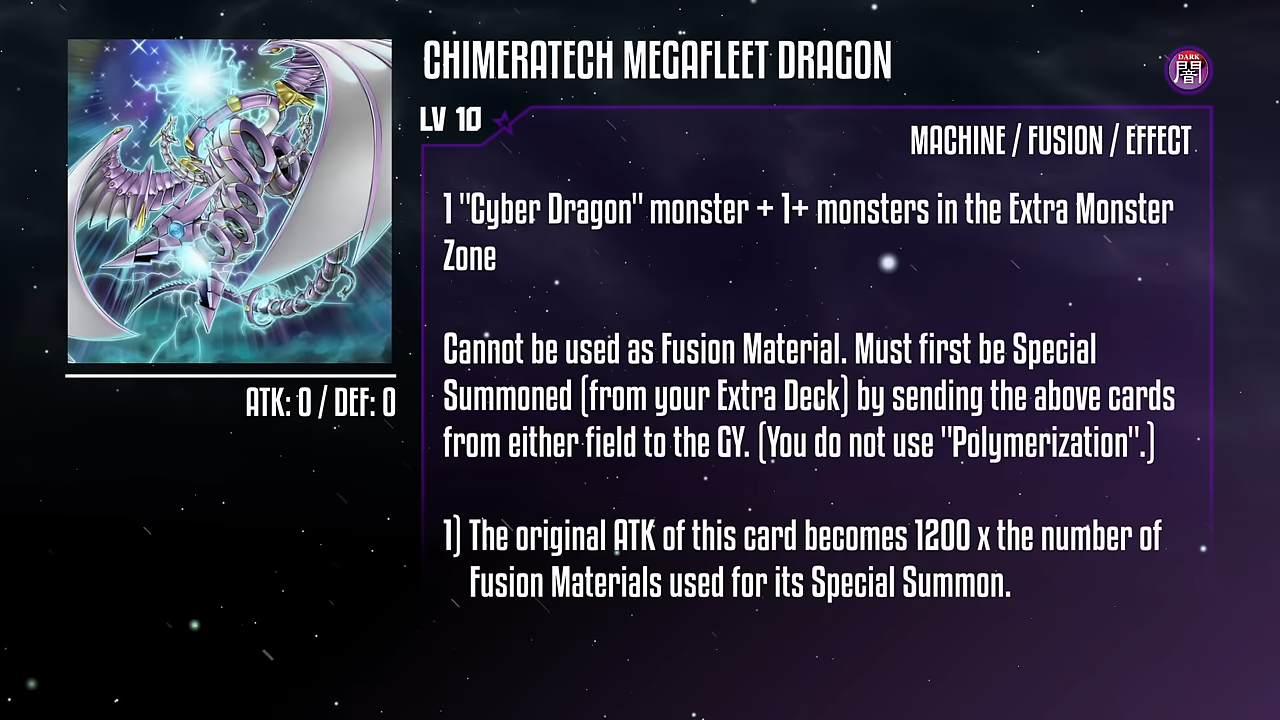 CHIMERATECH MEGAFLEET DRAGON
DARK
闇
LV 10
MACHINE / FUSION / EFFECT
1 "Cyber Dragon" monster + 1+ monsters in the Extra Monster
Zone
Cannot be used as Fusion Material. Must first be Special
Summoned (from your Extra Deck) by sending the above cards
from either field to the GY. (You do not use "Polymerization".)
1) The original ATK of this card becomes 1200 x the number of
Fusion Materials used for its Special Summon.
ATK: 0 / DEF: 0